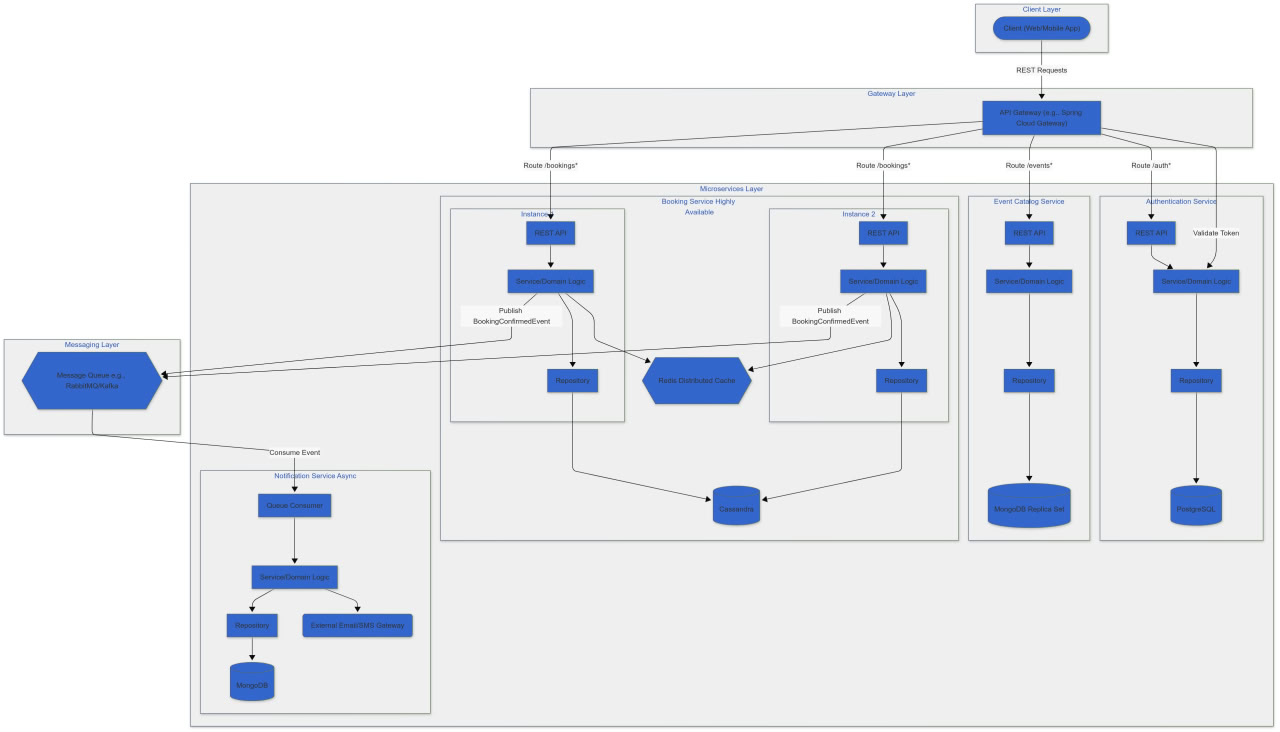 Client Layer
Client (Web/Mobile App)
REST Requests
Gateway Layer
API Gateway (e.g., Spring
Cloud Gateway)
Route /bookings*
Route /bookings*
Route /events*
Route /auth*
Microservices Layer
Booking Service Highly
Available
Event Catalog Service
Authentication Service
Instance 1
Instance 2
REST API
REST API
REST API
REST API
Validate Token
Service/Domain Logic
Service/Domain Logic
Service/Domain Logic
Service/Domain Logic
Publish
BookingConfirmedEvent
Publish
BookingConfirmedEvent
Messaging Layer
Message Queue e.g.,
RabbitMQ/Kafka
Repository
Redis Distributed Cache
Repository
Repository
Repository
Consume Event
Notification Service Async
Queue Consumer
Cassandra
MongoDB Replica Set
PostgreSQL
Service/Domain Logic
Repository
External Email/SMS Gateway
MongoDB